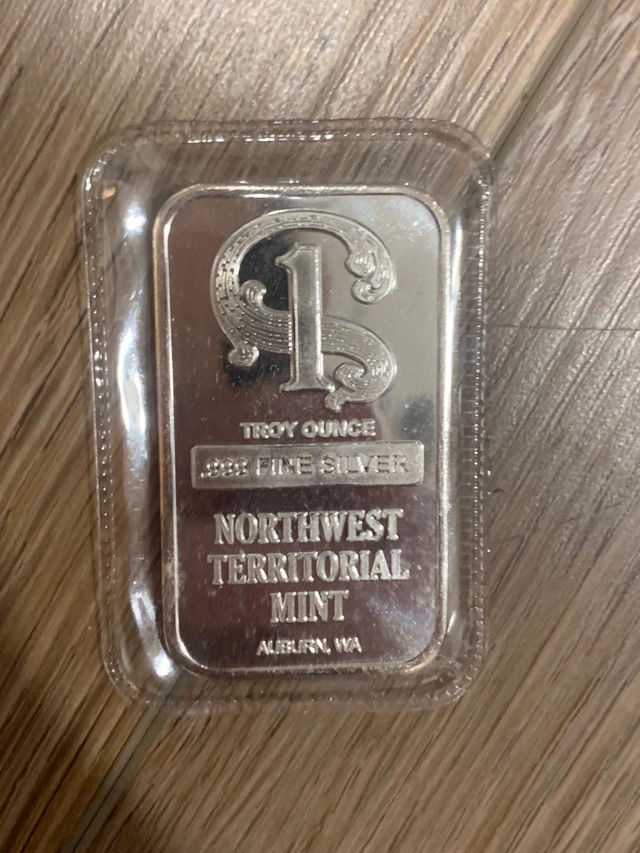 1
TROY OUNCE
.999 FINE SILVER
NORTHWEST
TERRITORIAL
MINT
AUBURN, WA